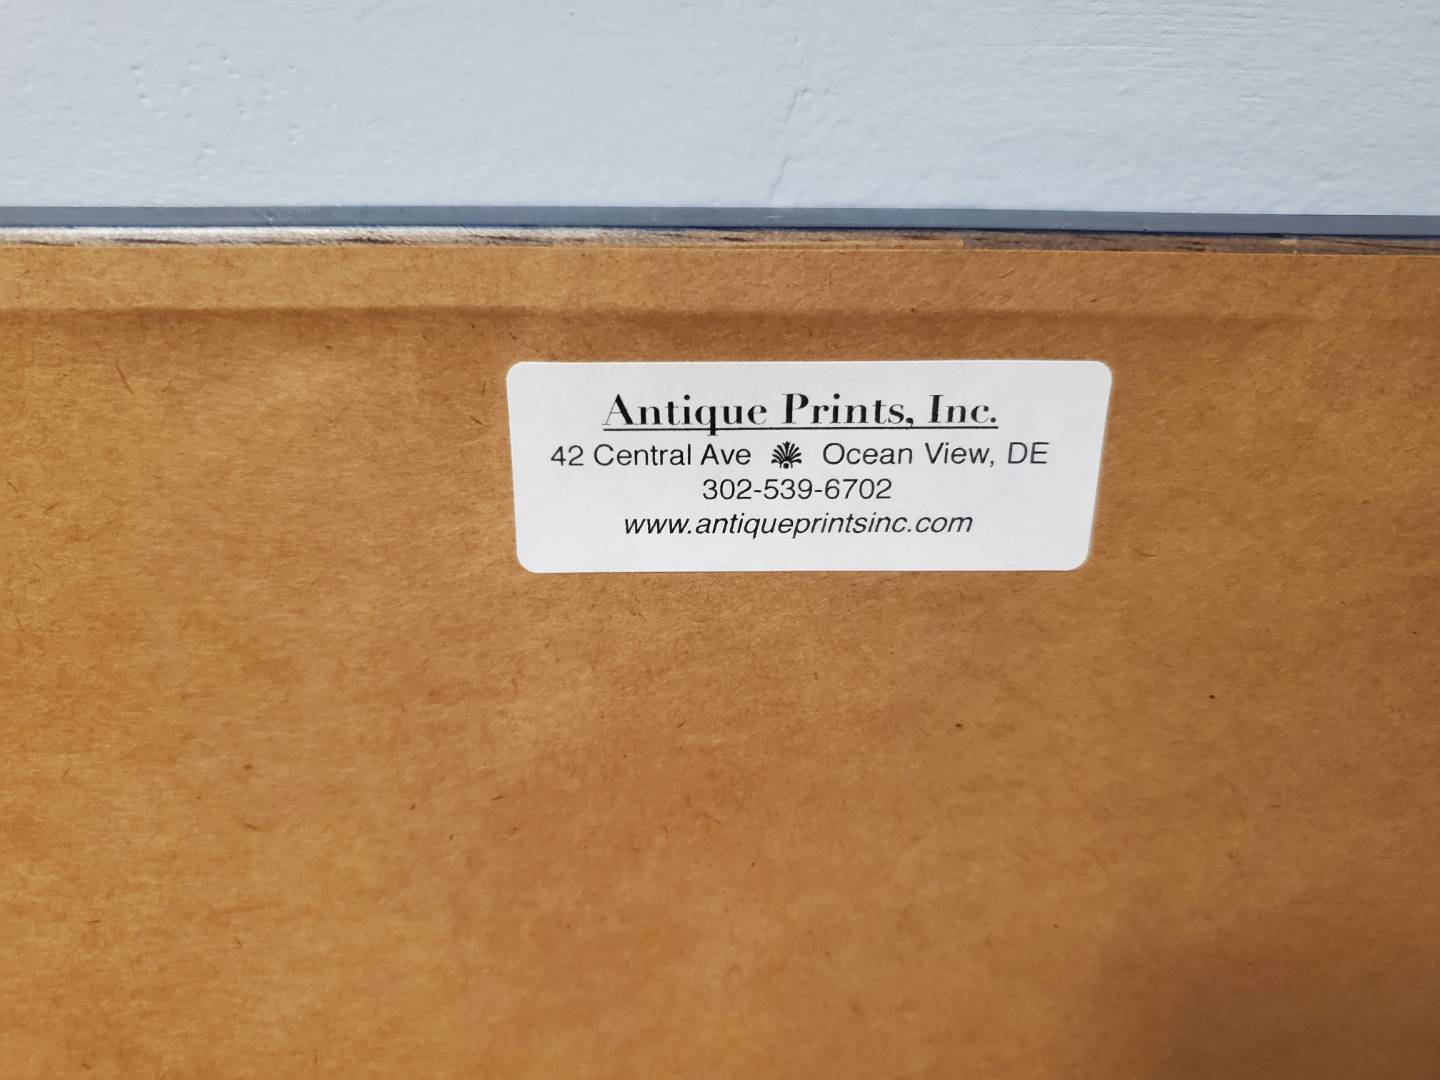 Antique Prints, Inc.
42 Central Ave Ocean View, DE
302-539-6702
www.antiqueprintsinc.com